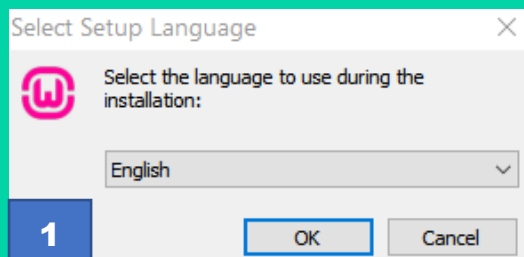 Select Setup Language
Select the language to use during the
installation:
English
1
OK
Cancel